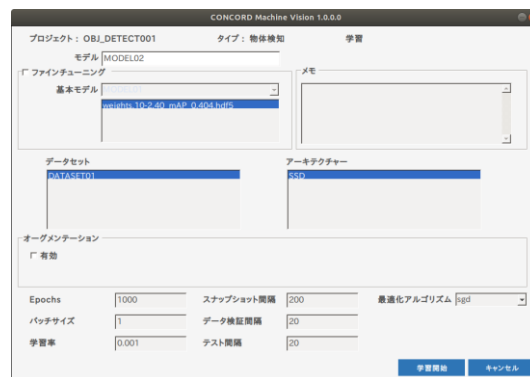 CONCORD Machine Vision 1.0.0.0
プロジェクト： OBJ_DETECT001 タイプ： 物体検知 学習
モデル MODEL02
ファインチューニング メモ
基本モデル
weights.10-2.40_mAP_0.404.hdf5
データセット アーキテクチャー
DATASET01 SSD
オーグメンテーション
有効
Epochs 1000 スナップショット間隔 200 最適化アルゴリズム sgd
バッチサイズ 1 データ検証間隔 20
学習率 0.001 テスト間隔 20
学習開始 キャンセル